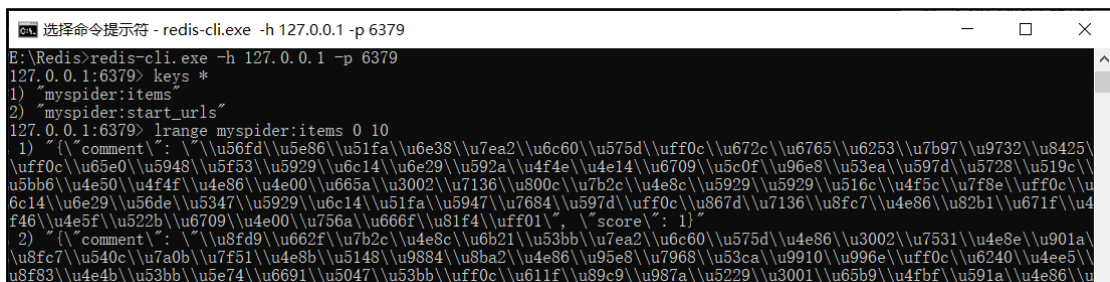 选择命令提示符 - redis-cli.exe -h 127.0.0.1 -p 6379
E:\Redis>redis-cli.exe -h 127.0.0.1 -p 6379
127.0.0.1:6379> keys *
1) "myspider:items"
2) "myspider:start_urls"
127.0.0.1:6379> lrange myspider:items 0 10
1) "{\"comment\": \"\\u56fd\\u5e86\\u51fa\\u6e38\\u7ea2\\u6c60\\u575d\\uff0c\\u672c\\u6765\\u6253\\u7b97\\u9732\\u8425\
\uff0c\\u65e0\\u5948\\u5f53\\u5929\\u6c14\\u6e29\\u592a\\u4f4e\\u4e14\\u6709\\u5c0f\\u96e8\\u53ea\\u597d\\u5728\\u519c\\
u5bb6\\u4e50\\u4f4f\\u4e86\\u4e00\\u665a\\u3002\\u7136\\u800c\\u7b2c\\u4e8c\\u5929\\u5929\\u516c\\u4f5c\\u7f8e\\uff0c\\u
6c14\\u6e29\\u56de\\u5347\\u5929\\u6c14\\u51fa\\u5947\\u7684\\u597d\\uff0c\\u867d\\u7136\\u8fc7\\u4e86\\u82b1\\u671f\\u4
f46\\u4e5f\\u522b\\u6709\\u4e00\\u756a\\u666f\\u81f4\\uff01\", \"score\": 1}"
2) "{\"comment\": \"\\u8fd9\\u662f\\u7b2c\\u4e8c\\u6b21\\u53bb\\u7ea2\\u6c60\\u575d\\u4e86\\u3002\\u7531\\u4e8e\\u901a\
\u8fc7\\u540c\\u7a0b\\u7f51\\u4e8b\\u5148\\u9884\\u8ba2\\u4e86\\u95e8\\u7968\\u53ca\\u9910\\u996e\\uff0c\\u6240\\u4ee5\\
u8f83\\u4e4b\\u53bb\\u5e74\\u6691\\u5047\\u53bb\\uff0c\\u611f\\u89c9\\u987a\\u5229\\u3001\\u65b9\\u4fbf\\u591a\\u4e86\\u